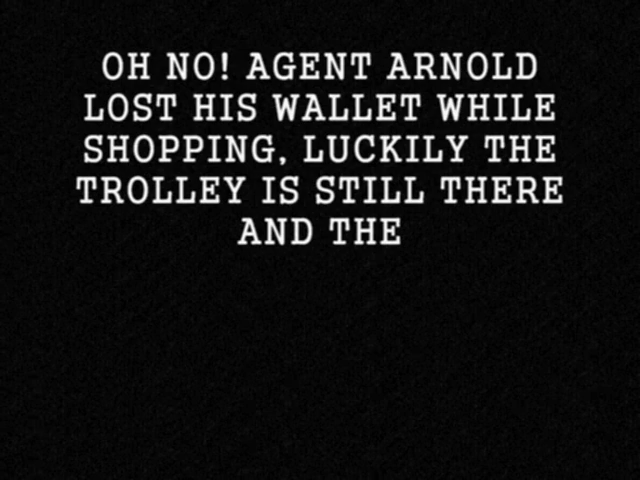 OH NO! AGENT ARNOLD
LOST HIS WALLET WHILE
SHOPPING, LUCKILY THE
TROLLEY IS STILL THERE
AND THE